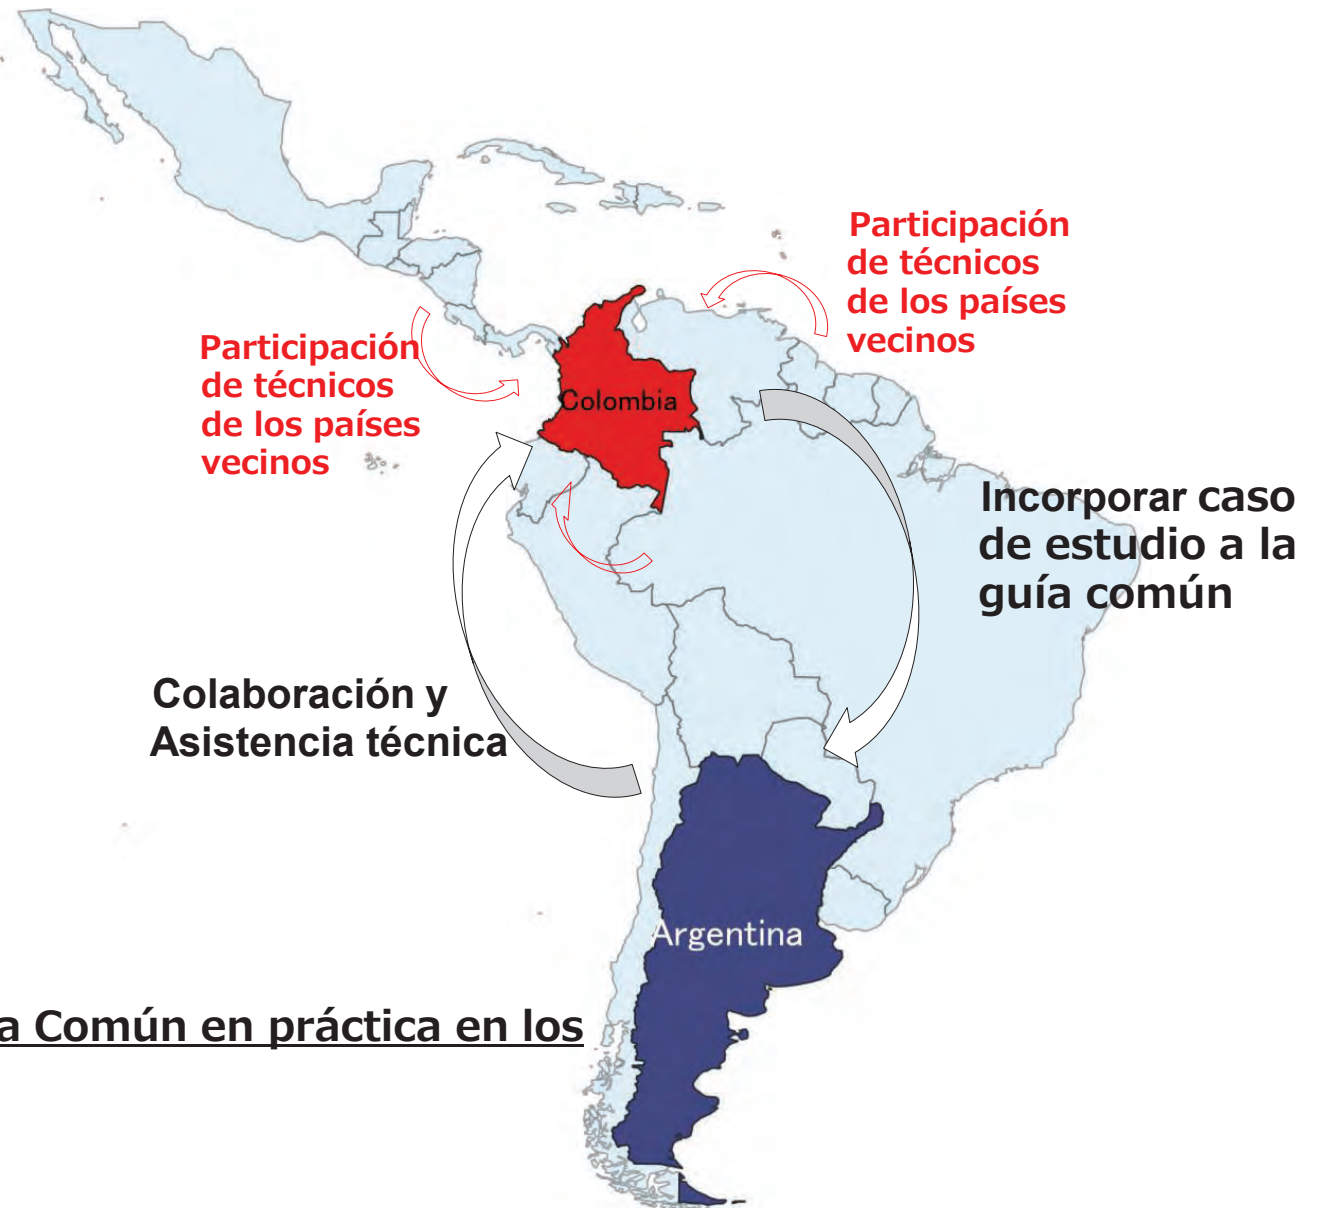 Participación
de técnicos
de los países
vecinos
Participación
de técnicos
de los países
vecinos
Colombia
Incorporar caso
de estudio a la
guía común
Colaboración y
Asistencia técnica
Argentina
a Común en práctica en los